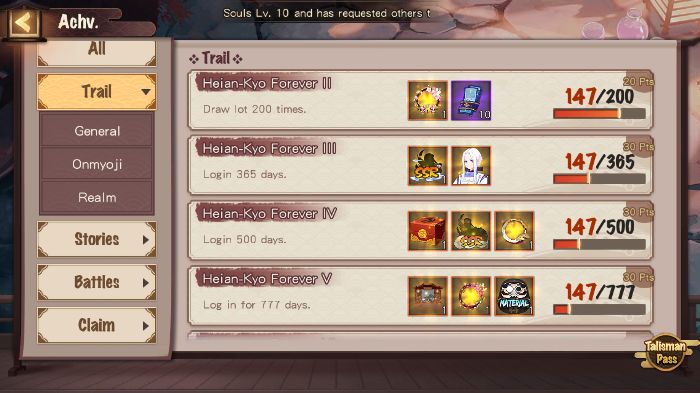 Souls Lv. 10 and has requested others t
Achv.
All
Trail
General
Onmyoji
Realm
Stories
Battles
Claim
Trail
Heian-Kyo Forever II
20 Pts
Draw lot 200 times.
1
10
147/200
Heian-Kyo Forever III
30 Pts
Login 365 days.
SSR
147/365
Heian-Kyo Forever IV
30 Pts
Login 500 days.
1
SSR
1
147/500
Heian-Kyo Forever V
30 Pts
Log in for 777 days.
1
1
MATERIAL
147/777
Talisman
Pass